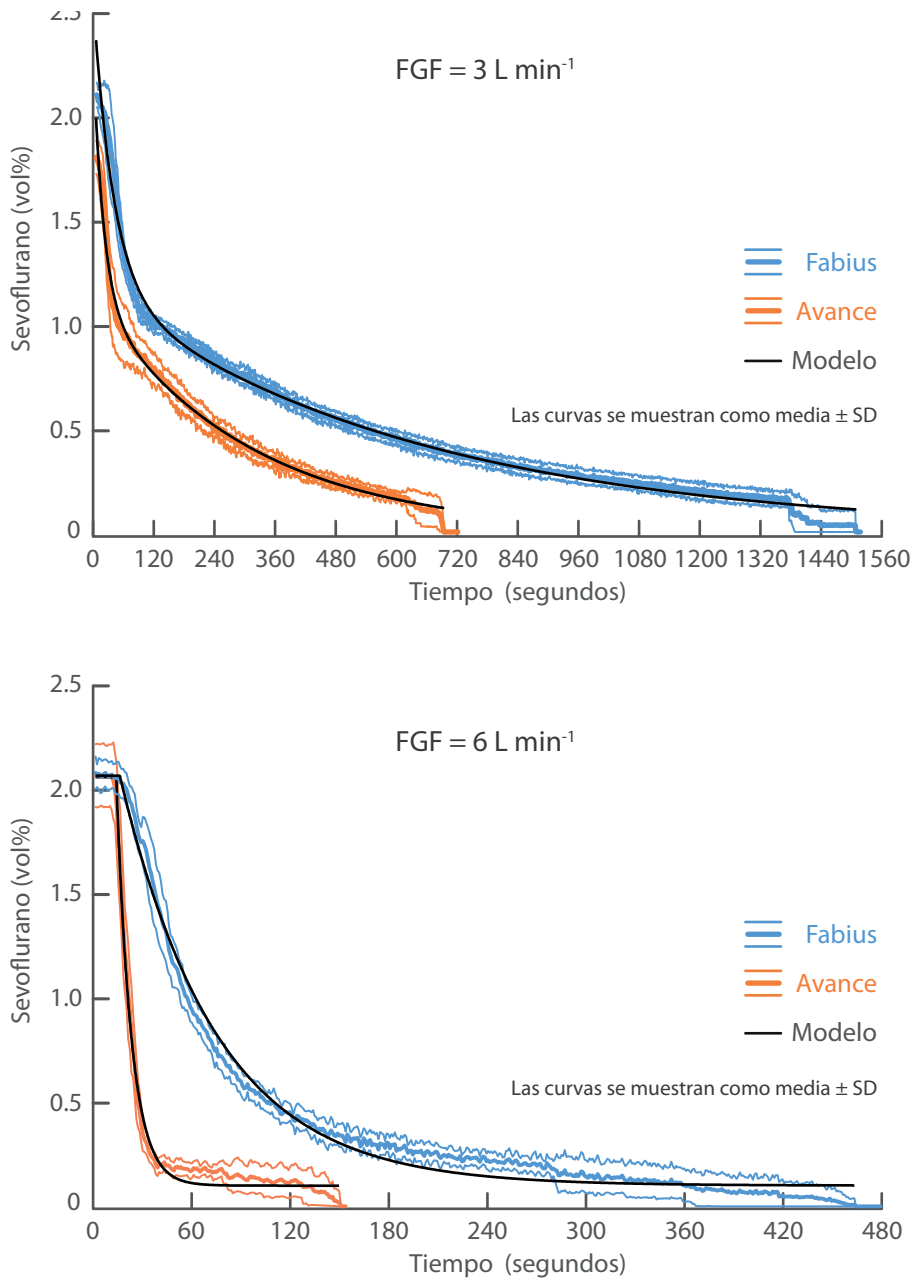 2.5
FGF = 3 L min⁻¹
2.0
Sevoflurano (vol%)
1.5
Fabius
Avance
1.0
Modelo
Las curvas se muestran como media ± SD
0.5
0
0 120 240 360 480 600 720 840 960 1080 1200 1320 1440 1560
Tiempo (segundos)
2.5
FGF = 6 L min⁻¹
2.0
Sevoflurano (vol%)
1.5
Fabius
Avance
1.0
Modelo
Las curvas se muestran como media ± SD
0.5
0
0 60 120 180 240 300 360 420 480
Tiempo (segundos)